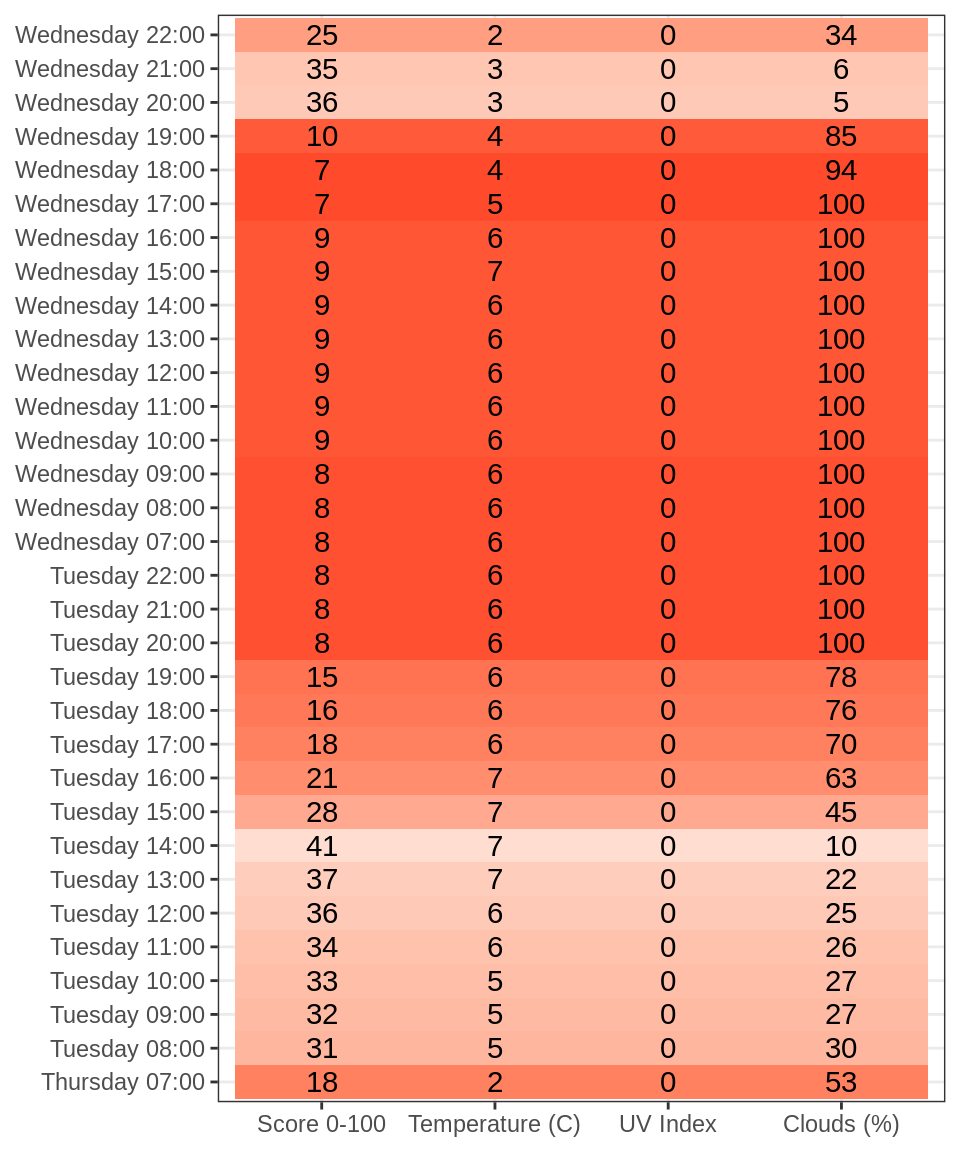 Wednesday 22:00 25 2 0 34
Wednesday 21:00 35 3 0 6
Wednesday 20:00 36 3 0 5
Wednesday 19:00 10 4 0 85
Wednesday 18:00 7 4 0 94
Wednesday 17:00 7 5 0 100
Wednesday 16:00 9 6 0 100
Wednesday 15:00 9 7 0 100
Wednesday 14:00 9 6 0 100
Wednesday 13:00 9 6 0 100
Wednesday 12:00 9 6 0 100
Wednesday 11:00 9 6 0 100
Wednesday 10:00 9 6 0 100
Wednesday 09:00 8 6 0 100
Wednesday 08:00 8 6 0 100
Wednesday 07:00 8 6 0 100
Tuesday 22:00 8 6 0 100
Tuesday 21:00 8 6 0 100
Tuesday 20:00 8 6 0 100
Tuesday 19:00 15 6 0 78
Tuesday 18:00 16 6 0 76
Tuesday 17:00 18 6 0 70
Tuesday 16:00 21 7 0 63
Tuesday 15:00 28 7 0 45
Tuesday 14:00 41 7 0 10
Tuesday 13:00 37 7 0 22
Tuesday 12:00 36 6 0 25
Tuesday 11:00 34 6 0 26
Tuesday 10:00 33 5 0 27
Tuesday 09:00 32 5 0 27
Tuesday 08:00 31 5 0 30
Thursday 07:00 18 2 0 53
Score 0-100 Temperature (C) UV Index Clouds (%)